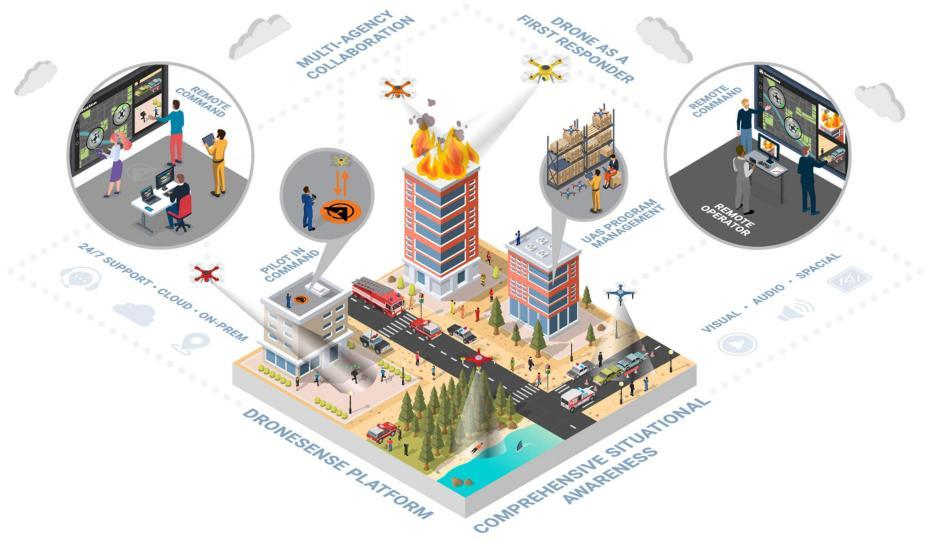 MULTI-AGENCY
COLLABORATION
DRONE AS A
FIRST RESPONDER
REMOTE
COMMAND
REMOTE
COMMAND
REMOTE
OPERATOR
PILOT IN
COMMAND
UAS PROGRAM
MANAGEMENT
24/7 SUPPORT • CLOUD • ON-PREM
VISUAL • AUDIO • SPACIAL
DRONESENSE PLATFORM
COMPREHENSIVE SITUATIONAL
AWARENESS